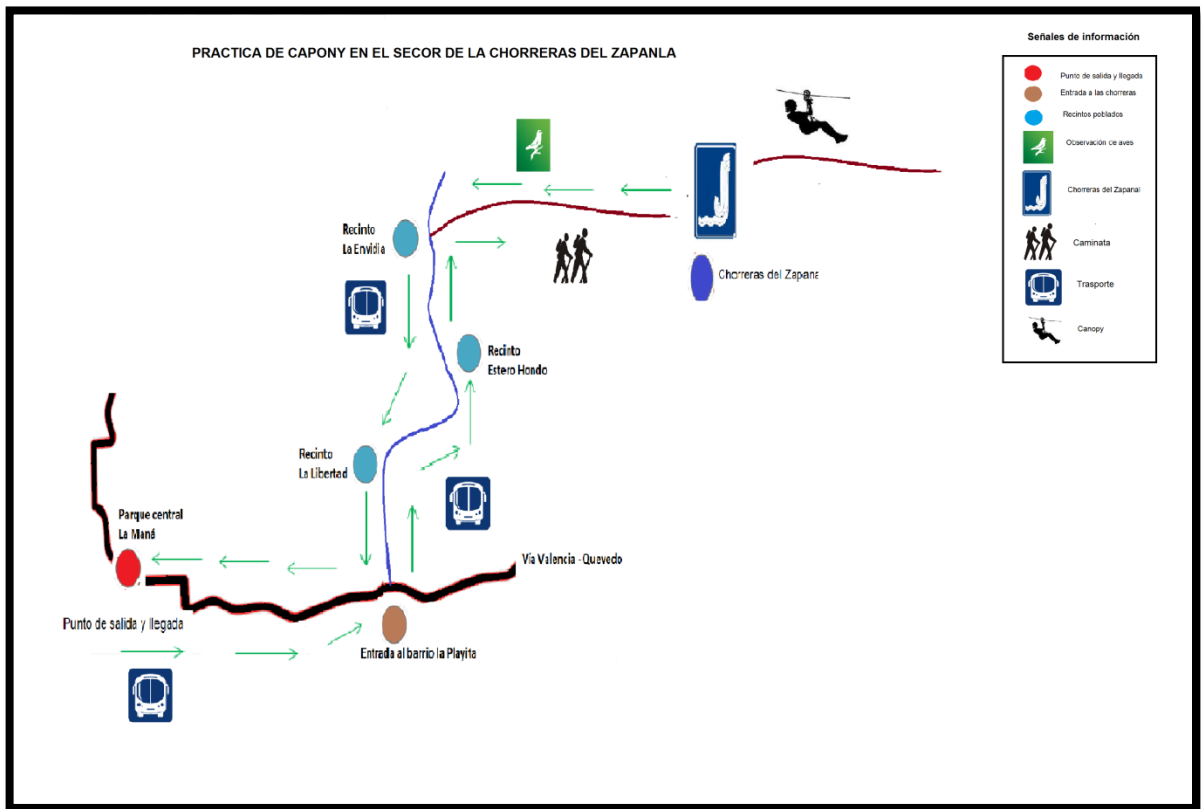 PRACTICA DE CAPONY EN EL SECOR DE LA CHORRERAS DEL ZAPANLA
Señales de información
Punto de salida y llegada
Entrada a las chorreras
Recintos poblados
Observación de aves
Chorreras del Zapanal
Caminata
Trasporte
Canopy
Recinto
La Envidia
Chorreras del Zapana
Recinto
Estero Hondo
Recinto
La Libertad
Parque central
La Maná
Vía Valencia - Quevedo
Punto de salida y llegada
Entrada al barrio la Playita